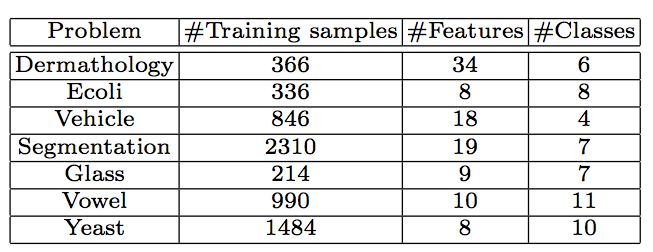 Problem #Training samples #Features #Classes
Dermathology 366 34 6
Ecoli 336 8 8
Vehicle 846 18 4
Segmentation 2310 19 7
Glass 214 9 7
Vowel 990 10 11
Yeast 1484 8 10